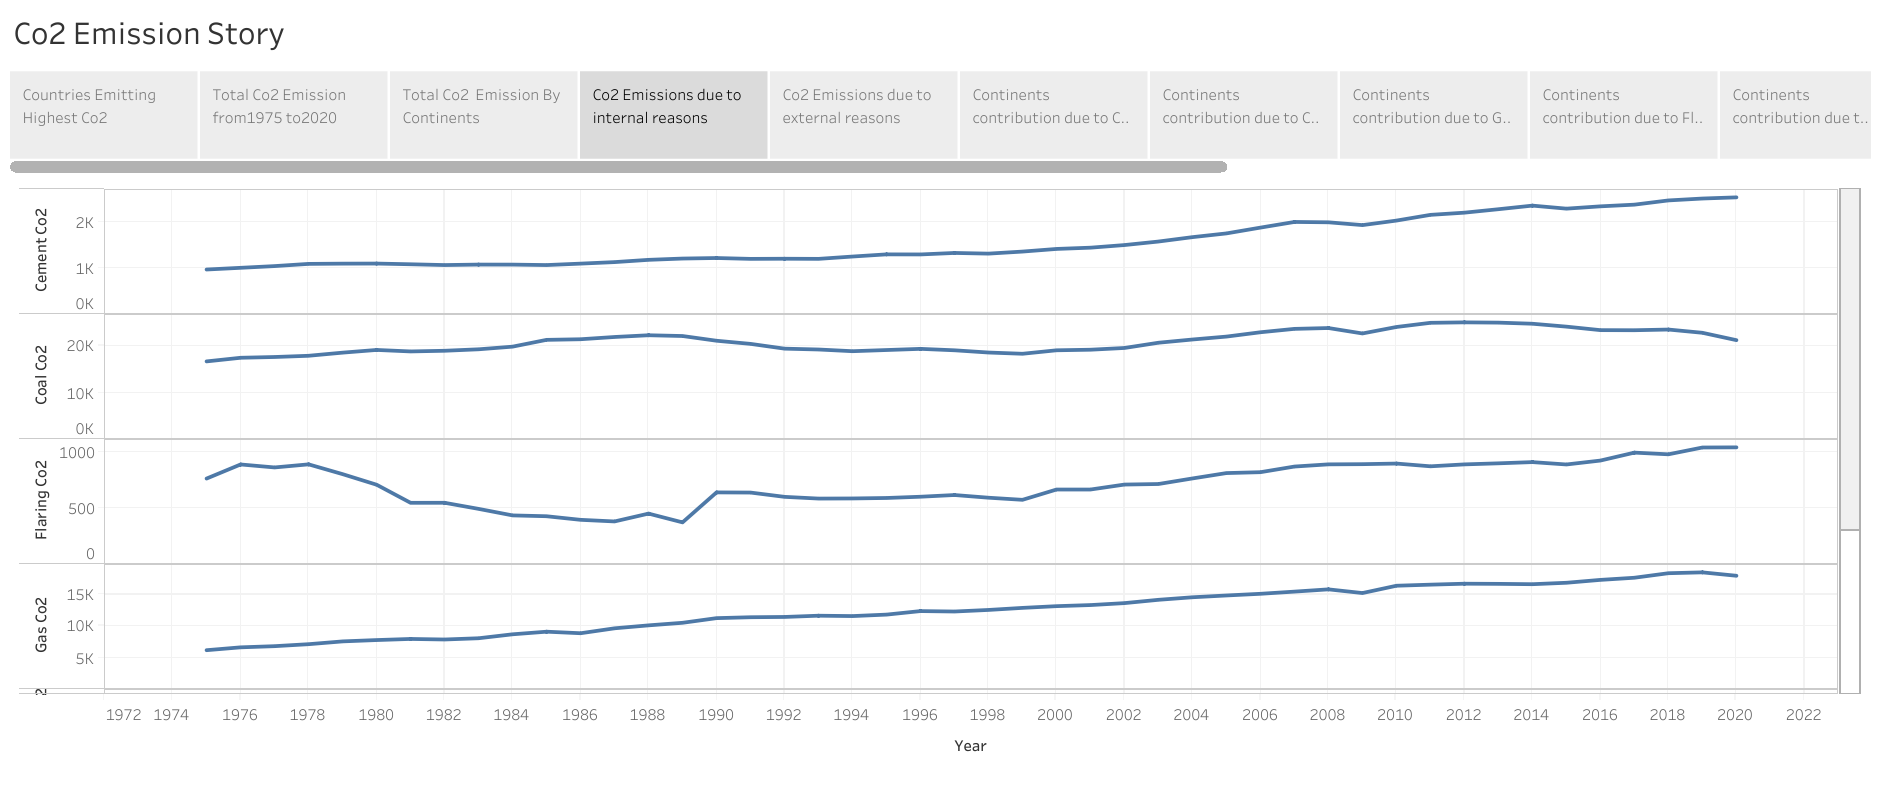 Co2 Emission Story
Countries Emitting
Highest Co2
Total Co2 Emission
from1975 to2020
Total Co2 Emission By
Continents
Co2 Emissions due to
internal reasons
Co2 Emissions due to
external reasons
Continents
contribution due to C..
Continents
contribution due to C..
Continents
contribution due to G..
Continents
contribution due to Fl..
Continents
contribution due t..
Cement Co2
2K
1K
0K
Coal Co2
20K
10K
0K
Flaring Co2
1000
500
0
Gas Co2
15K
10K
5K
2
1972 1974 1976 1978 1980 1982 1984 1986 1988 1990 1992 1994 1996 1998 2000 2002 2004 2006 2008 2010 2012 2014 2016 2018 2020 2022
Year